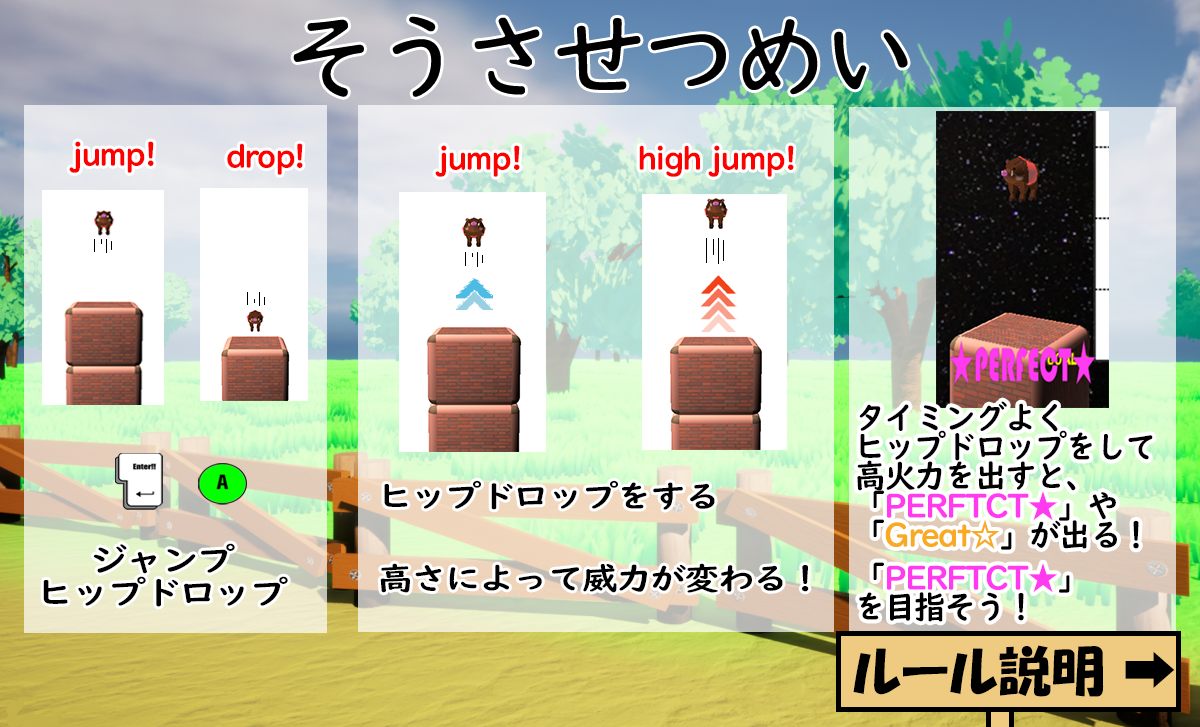 そうさせつめい
jump!
drop!
Enter!!
A
ジャンプ
ヒップドロップ
jump!
high jump!
ヒップドロップをする
高さによって威力が変わる！
★PERFECT★
タイミングよく
ヒップドロップをして
高火力を出すと、
「PERFTCT★」や
「Great☆」が出る！
「PERFTCT★」
を目指そう！
ルール説明 ➡